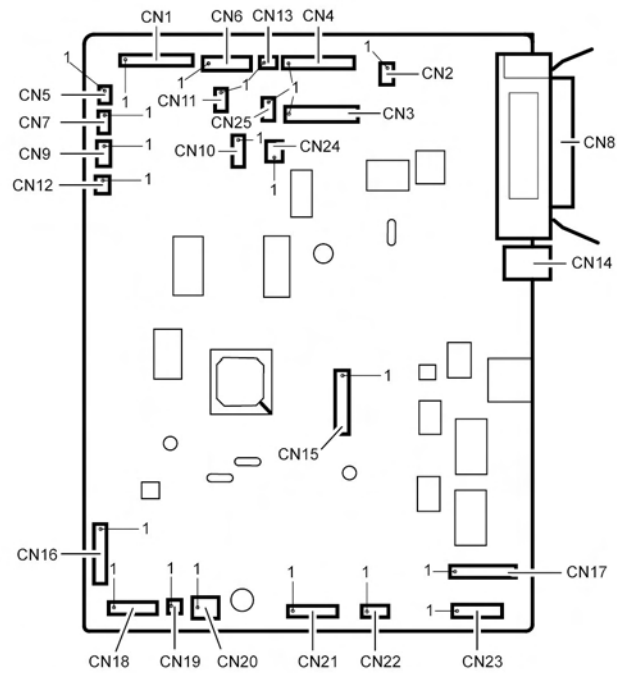 CN1 CN6 CN13 CN4
1 CN2
1 1 1
CN5 CN8
CN11 1 1
CN7 1 CN25 CN3
CN9 1 CN10 1 CN24
CN12 1 1
CN14
1
CN15
1
CN16
1 1 1 1 1 1 CN17
1
CN18 CN19 CN20 CN21 CN22 CN23